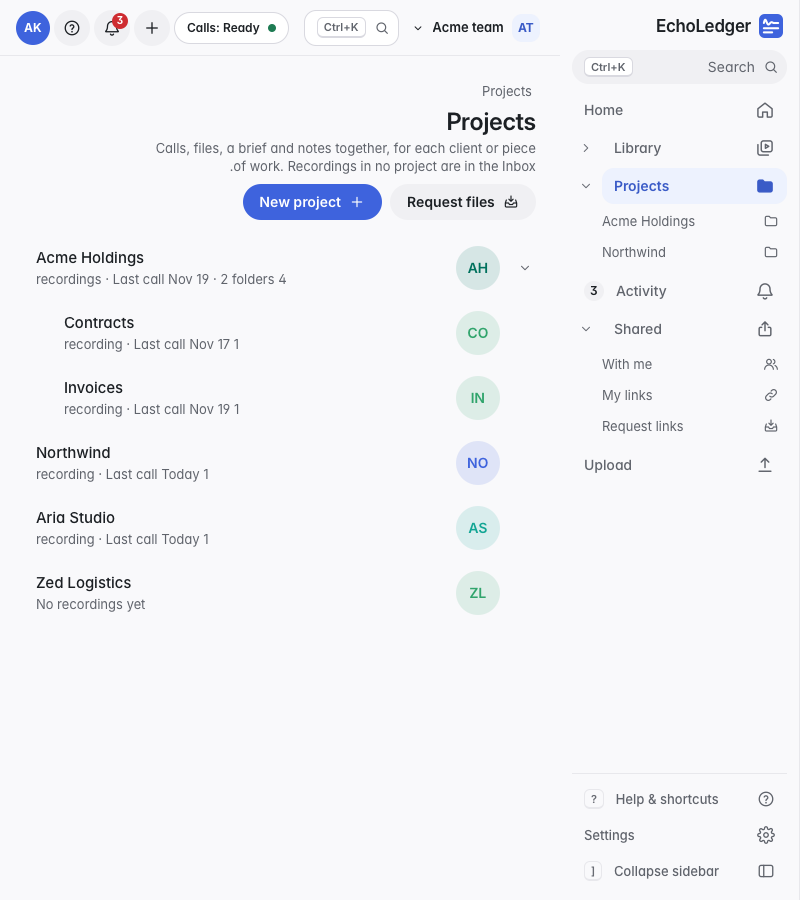 AK
3
Calls: Ready
Ctrl+K
Acme team
AT
EchoLedger
Ctrl+K
Search
Home
Library
Projects
Acme Holdings
Northwind
3
Activity
Shared
With me
My links
Request links
Upload
?
Help & shortcuts
Settings
]
Collapse sidebar
Projects
Projects
Calls, files, a brief and notes together, for each client or piece
.of work. Recordings in no project are in the Inbox
New project
Request files
Acme Holdings
recordings · Last call Nov 19 · 2 folders 4
AH
Contracts
recording · Last call Nov 17 1
CO
Invoices
recording · Last call Nov 19 1
IN
Northwind
recording · Last call Today 1
NO
Aria Studio
recording · Last call Today 1
AS
Zed Logistics
No recordings yet
ZL